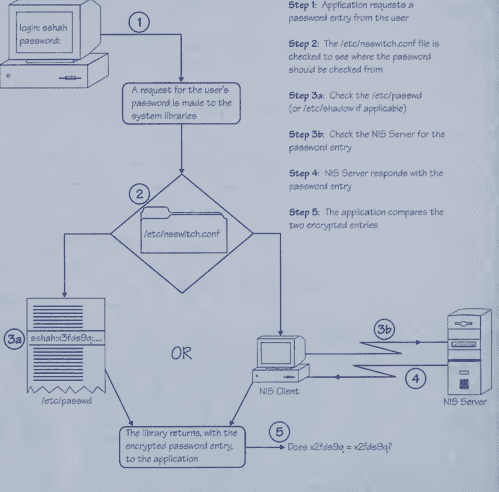 login: sshah
password:
1
Step 1: Application requests a
password entry from the user
Step 2: The /etc/nsswitch.conf file is
checked to see where the password
should be checked from
Step 3a: Check the /etc/passwd
(or /etc/shadow if applicable)
Step 3b: Check the NIS Server for the
password entry
Step 4: NIS Server responds with the
password entry
Step 5: The application compares the
two encrypted entries
A request for the user's
password is made to the
system libraries
2
/etc/nsswitch.conf
3a
sshah:x3fds9q:...
/etc/passwd
OR
NIS Client
3b
4
NIS Server
The library returns, with the
encrypted password entry,
to the application
5
Does x2fds9q = x2fds9q?